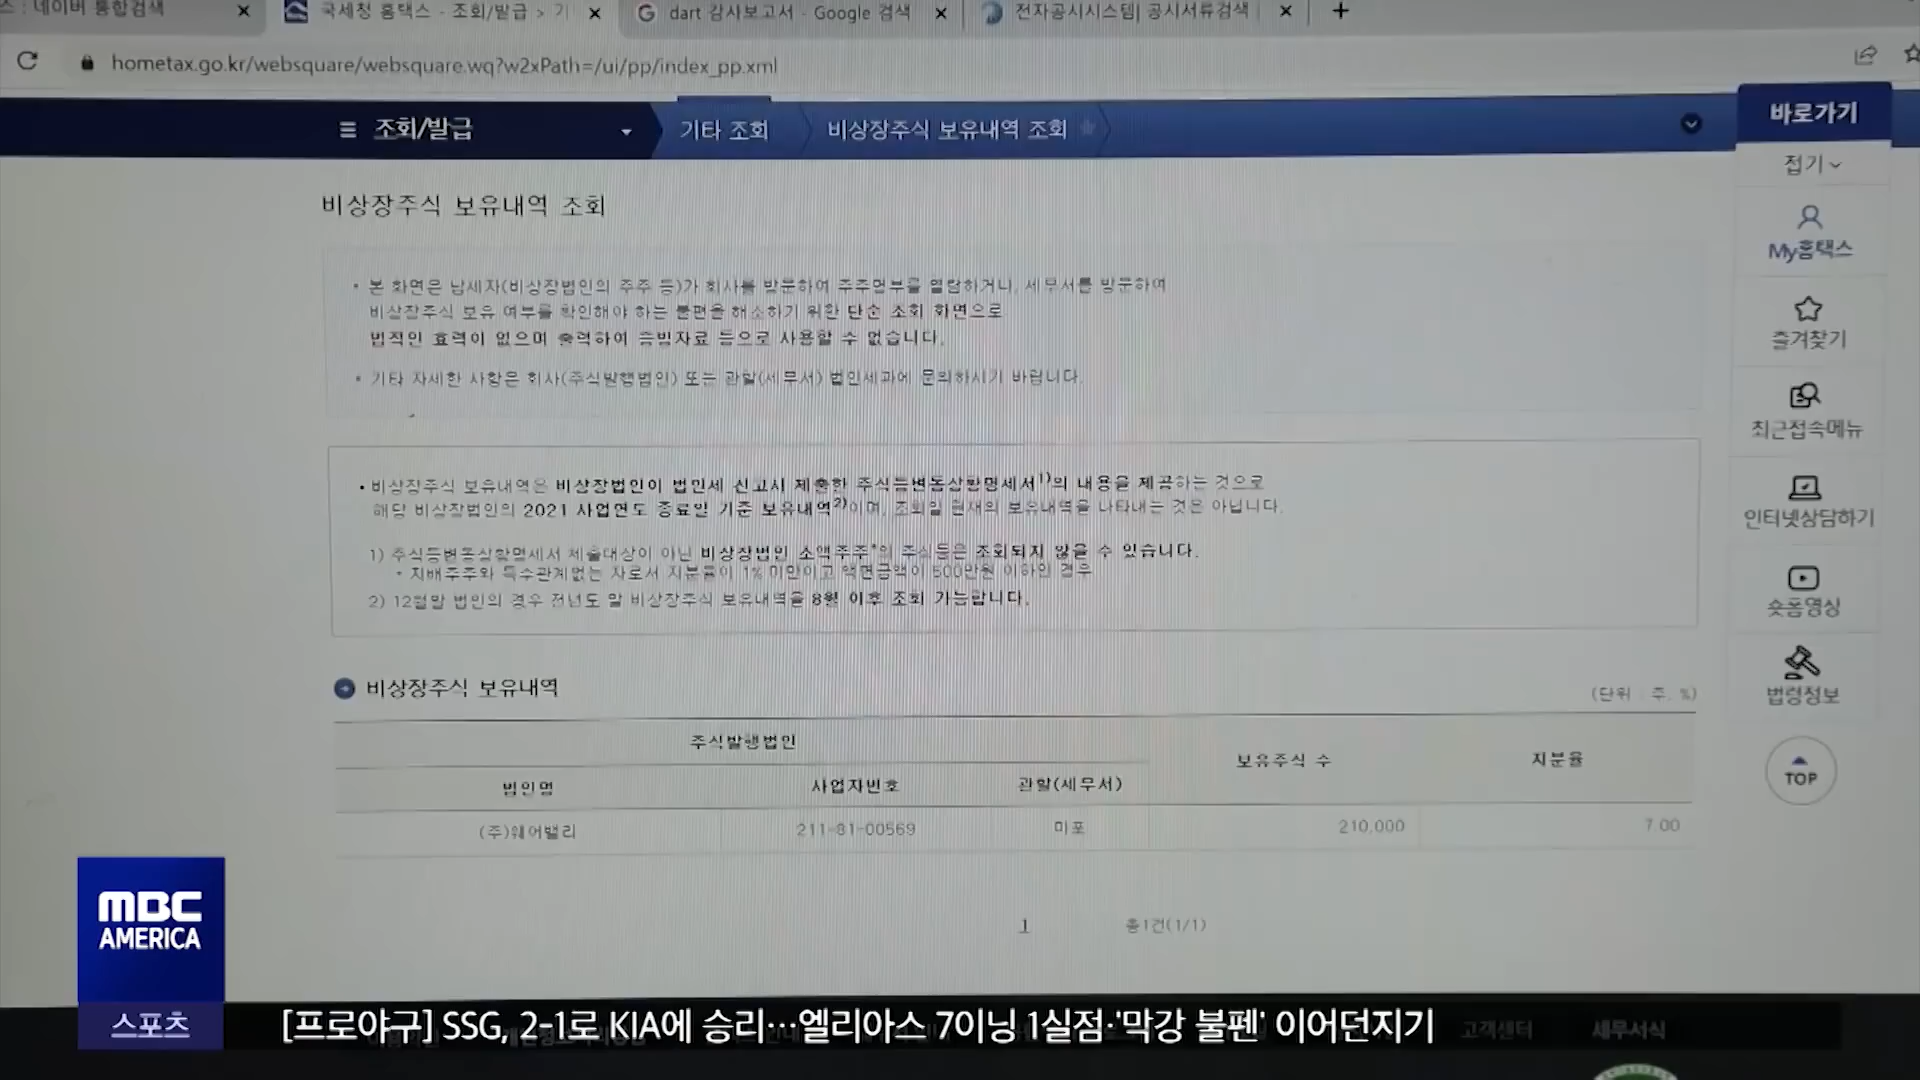 스 : 네이버 통합검색
국세청 홈택스 - 조회/발급 > 기
dart 감사보고서 - Google 검색
전자공시시스템| 공시서류검색
hometax.go.kr/websquare/websquare.wq?w2xPath=/ui/pp/index_pp.xml
조회/발급
기타 조회
비상장주식 보유내역 조회
바로가기
접기
My홈택스
즐겨찾기
최근접속메뉴
인터넷상담하기
숏폼영상
법령정보
TOP
비상장주식 보유내역 조회
• 본 화면은 납세자(비상장법인의 주주 등)가 회사를 방문하여 주주명부를 열람하거나, 세무서를 방문하여
비상장주식 보유 여부를 확인해야 하는 불편을 해소하기 위한 단순 조회 화면으로
법적인 효력이 없으며 출력하여 증빙자료 등으로 사용할 수 없습니다.
• 기타 자세한 사항은 회사(주식발행법인) 또는 관할(세무서) 법인세과에 문의하시기 바랍니다.
• 비상장주식 보유내역은 비상장법인이 법인세 신고시 제출한 주식등변동상황명세서1)의 내용을 제공하는 것으로
해당 비상장법인의 2021 사업연도 종료일 기준 보유내역2)이며, 조회일 현재의 보유내역을 나타내는 것은 아닙니다.
1) 주식등변동상황명세서 제출대상이 아닌 비상장법인 소액주주*의 주식등은 조회되지 않을 수 있습니다.
* 지배주주와 특수관계없는 자로서 지분율이 1% 미만이고 액면금액이 500만원 이하인 경우
2) 12월말 법인의 경우 전년도 말 비상장주식 보유내역을 8월 이후 조회 가능합니다.
비상장주식 보유내역
(단위 : 주, %)
주식발행법인
보유주식 수
지분율
법인명
사업자번호
관할(세무서)
(주)웨어밸리
211-81-00569
마포
210,000
7.00
1
총1건(1/1)
MBC
AMERICA
스포츠
[프로야구] SSG, 2-1로 KIA에 승리…엘리아스 7이닝 1실점·'막강 불펜' 이어던지기
고객센터
세무서식